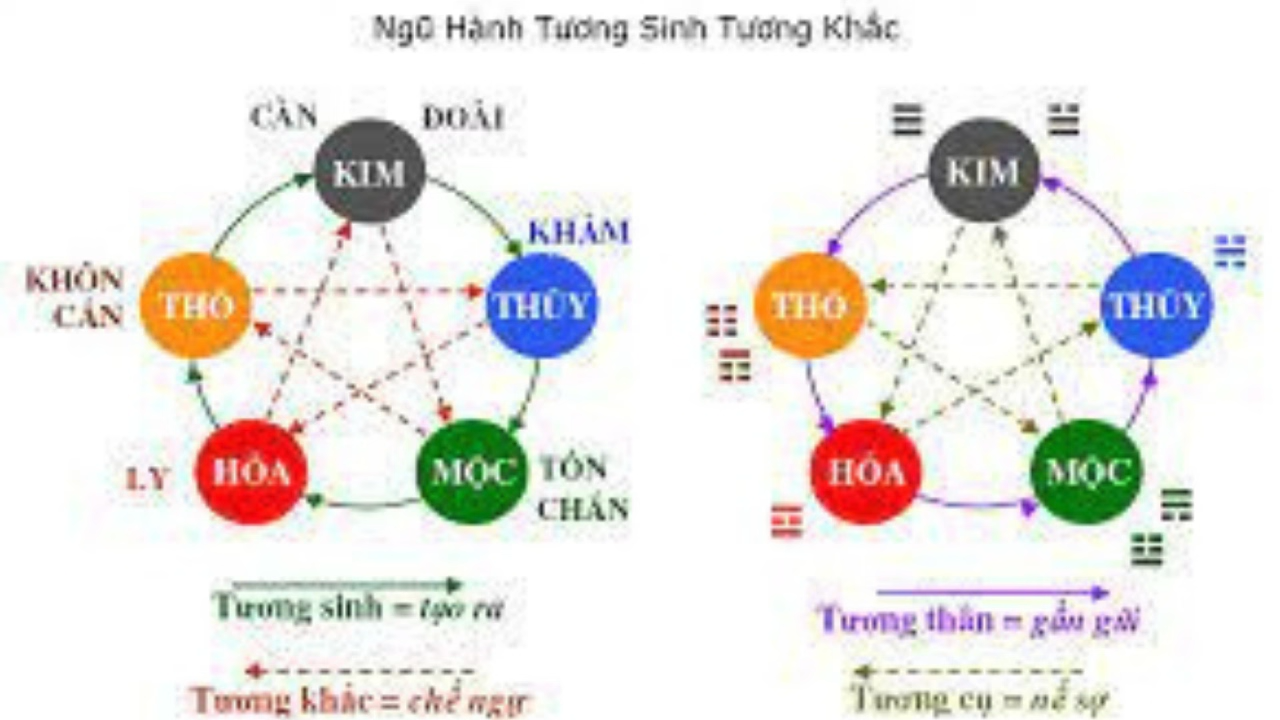 Ngũ Hành Tương Sinh Tương Khắc
CÀN
ĐOÀI
KIM
KHẢM
KHÔN
CẤN
THỔ
THỦY
LY
HỎA
MỘC
TỐN
CHẤN
Tương sinh = tạo ra
Tương khắc = chế ngự
KIM
THỔ
THỦY
HỎA
MỘC
Tương thân = gần gũi
Tương cụ = nể sợ